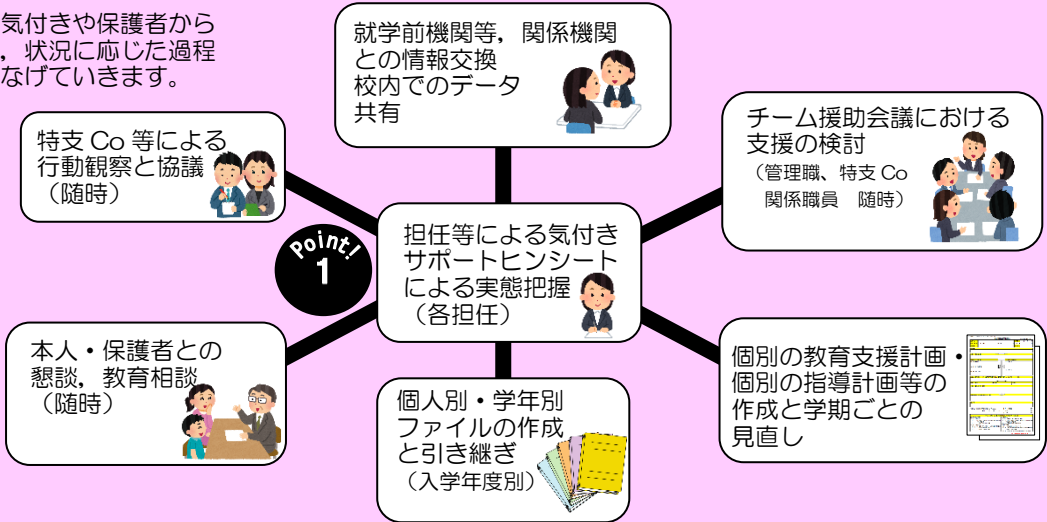 気付きや保護者から
，状況に応じた過程
なげていきます。
就学前機関等，関係機関
との情報交換
校内でのデータ
共有
特支 Co 等による
行動観察と協議
（随時）
チーム援助会議における
支援の検討
（管理職、特支 Co
関係職員　随時）
Point!
1
担任等による気付き
サポートヒンシート
による実態把握
（各担任）
本人・保護者との
懇談，教育相談
（随時）
個人別・学年別
ファイルの作成
と引き継ぎ
（入学年度別）
個別の教育支援計画・
個別の指導計画等の
作成と学期ごとの
見直し